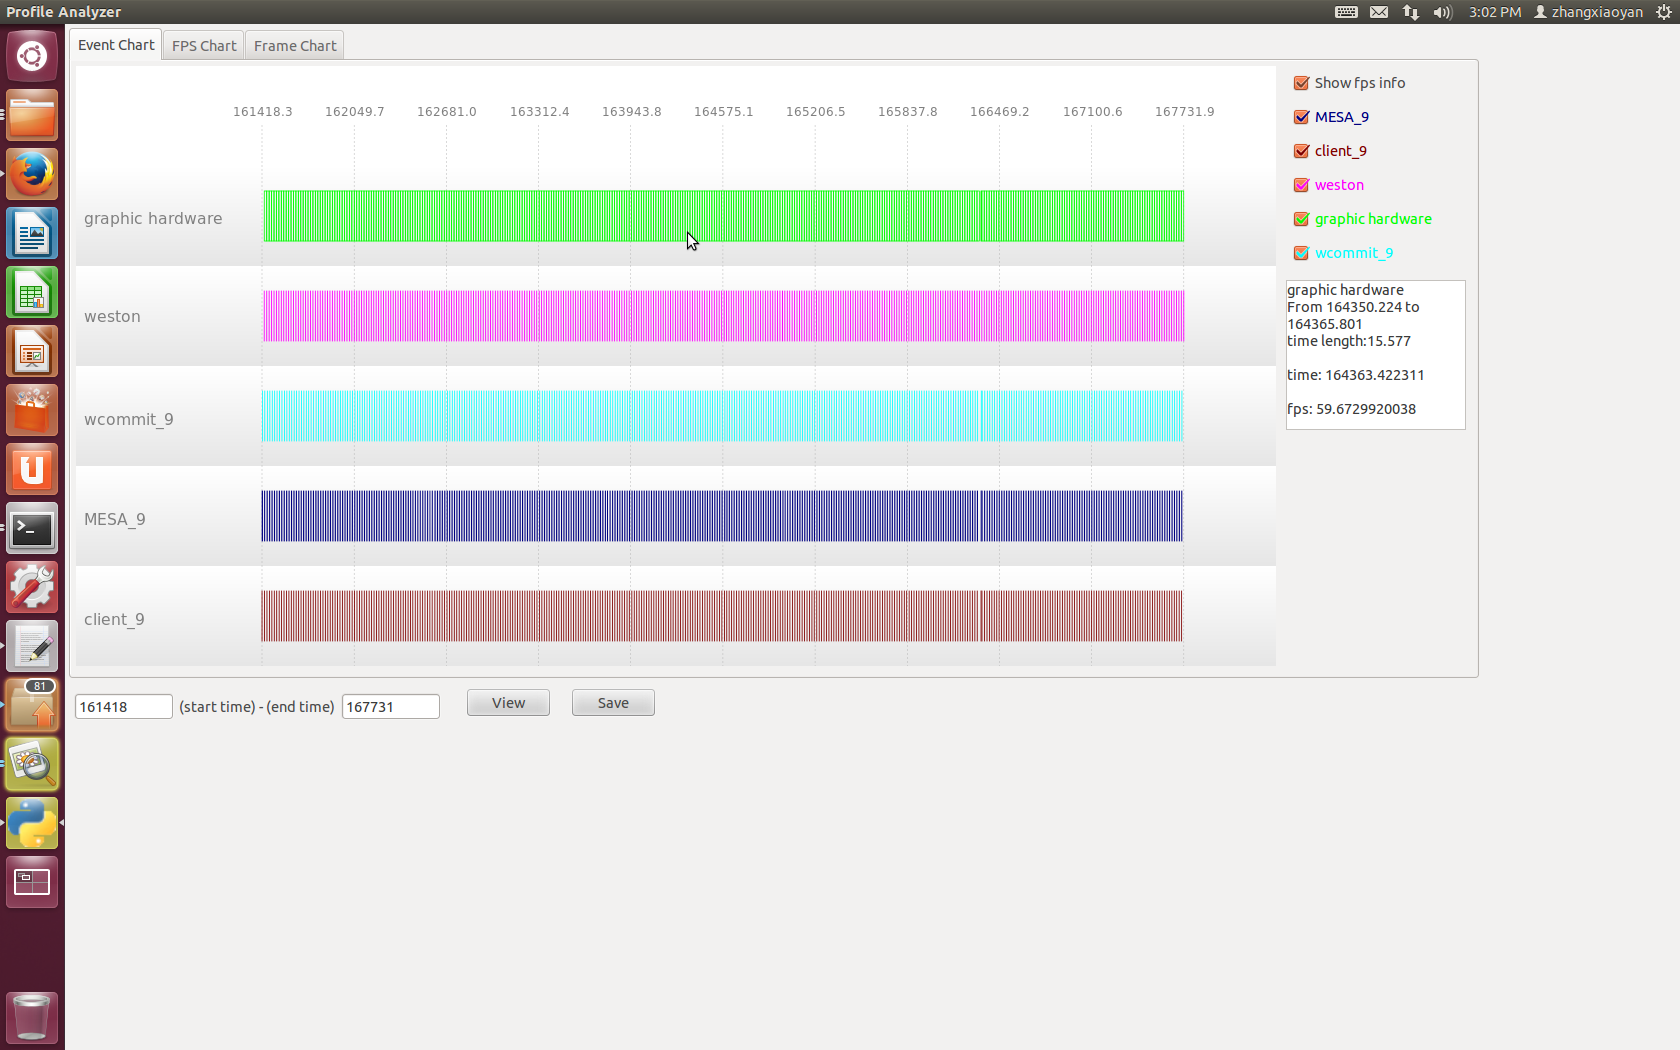 Profile Analyzer
3:02 PM zhangxiaoyan
Event Chart FPS Chart Frame Chart
161418.3 162049.7 162681.0 163312.4 163943.8 164575.1 165206.5 165837.8 166469.2 167100.6 167731.9
graphic hardware
weston
wcommit_9
MESA_9
client_9
Show fps info
MESA_9
client_9
weston
graphic hardware
wcommit_9
graphic hardware
From 164350.224 to
164365.801
time length:15.577
time: 164363.422311
fps: 59.6729920038
161418 (start time) - (end time) 167731 View Save
81